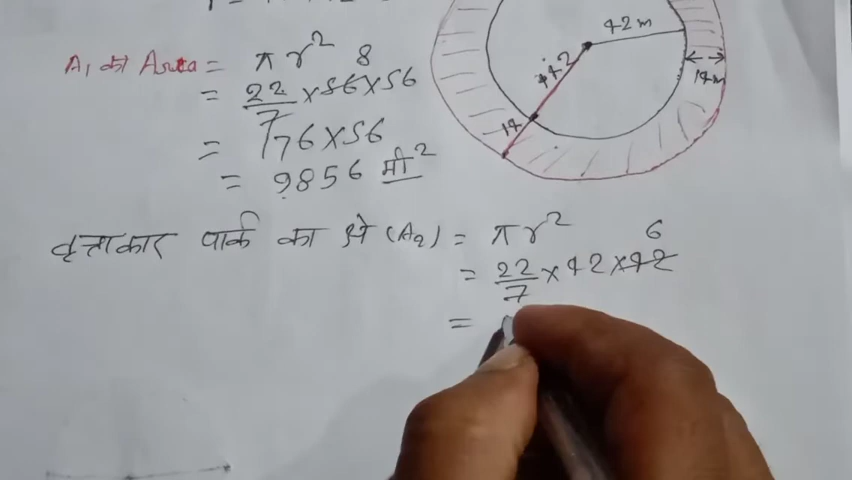 42m
14m
14
A₁ का Area = πr² 8
= 22/7 × 56 × 56
= 176 × 56
= 9856 मी²
वृत्ताकार पार्क का क्षे (A₂) = πr² 6
= 22/7 × 42 × 42
=